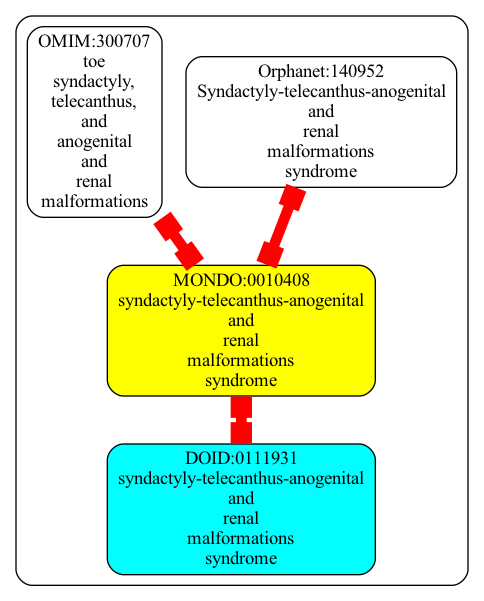 OMIM:300707
toe
syndactyly,
telecanthus,
and
anogenital
and
renal
malformations
Orphanet:140952
Syndactyly-telecanthus-anogenital
and
renal
malformations
syndrome
MONDO:0010408
syndactyly-telecanthus-anogenital
and
renal
malformations
syndrome
DOID:0111931
syndactyly-telecanthus-anogenital
and
renal
malformations
syndrome